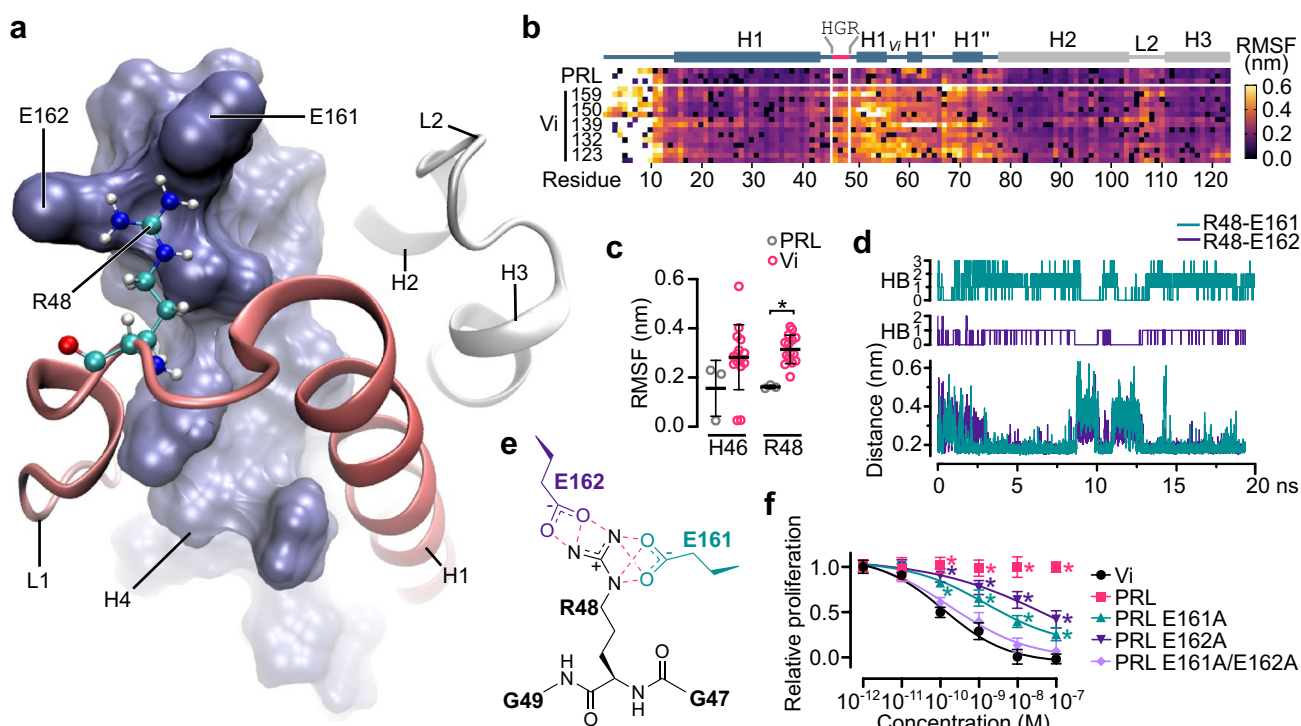 a
E162
E161
L2
R48
H2
H3
L1
H4
H1
b
HGR
H1 H1 vi H1' H1" H2 L2 H3
RMSF
(nm)
PRL
Vi
159
150
139
132
123
0.6
0.4
0.2
0.0
Residue 10 20 30 40 50 60 70 80 90 100 110 120
c
PRL
Vi
RMSF (nm)
0.6
0.4
0.2
0.0
*
H46 R48
d
R48-E161
R48-E162
HB
3
2
1
0
HB
2
1
0
Distance (nm)
0.6
0.4
0.2
0 5 10 15 20 ns
e
E162
O
O
-
N
N
+
N
E161
O
O
-
R48
H
N
O
G49
N
H
O
G47
f
Relative proliferation
1.0
0.5
0.0
* * * *
* * * *
* * * *
Vi
PRL
PRL E161A
PRL E162A
PRL E161A/E162A
10-12 10-11 10-10 10-9 10-8 10-7
Concentration (M)